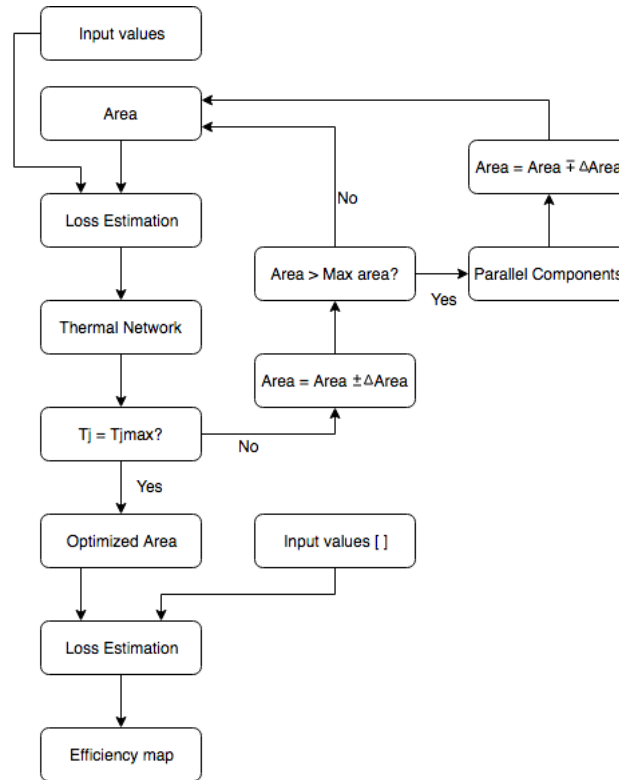 Input values
Area
Area = Area ∓ ΔArea
No
Loss Estimation
Area > Max area?
Parallel Components
Yes
Thermal Network
Area = Area ± ΔArea
Tj = Tjmax?
No
Yes
Optimized Area
Input values [ ]
Loss Estimation
Efficiency map